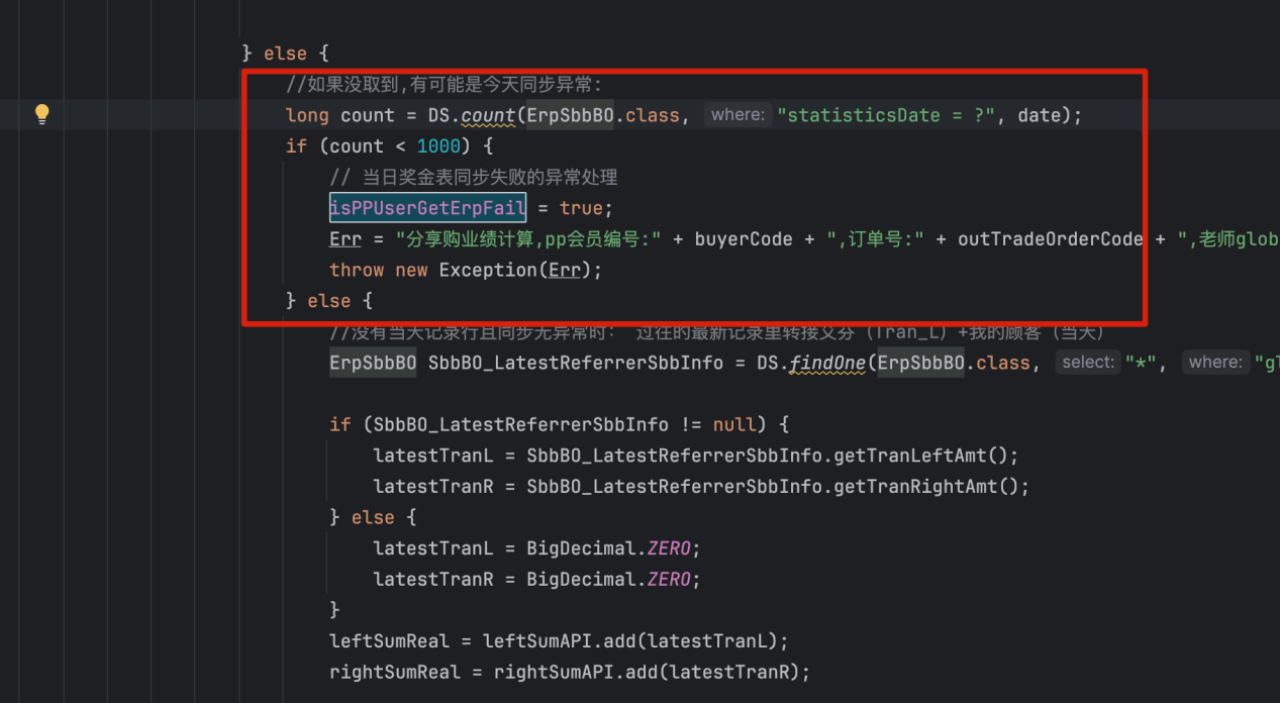 } else {
//如果没取到,有可能是今天同步异常:
long count = DS.count(ErpSbbBO.class, where: "statisticsDate = ?", date);
if (count < 1000) {
// 当日奖金表同步失败的异常处理
isPPUserGetErpFail = true;
Err = "分享购业绩计算,pp会员编号:" + buyerCode + ",订单号:" + outTradeOrderCode + ",老师glob
throw new Exception(Err);
} else {
//没有当天记录行且同步无异常时: 过往的最新记录里转接义分 (Tran_L) +我的顾客 (当天)
ErpSbbBO SbbBO_LatestReferrerSbbInfo = DS.findOne(ErpSbbBO.class, select: "*", where: "gl
if (SbbBO_LatestReferrerSbbInfo != null) {
latestTranL = SbbBO_LatestReferrerSbbInfo.getTranLeftAmt();
latestTranR = SbbBO_LatestReferrerSbbInfo.getTranRightAmt();
} else {
latestTranL = BigDecimal.ZERO;
latestTranR = BigDecimal.ZERO;
}
leftSumReal = leftSumAPI.add(latestTranL);
rightSumReal = rightSumAPI.add(latestTranR);